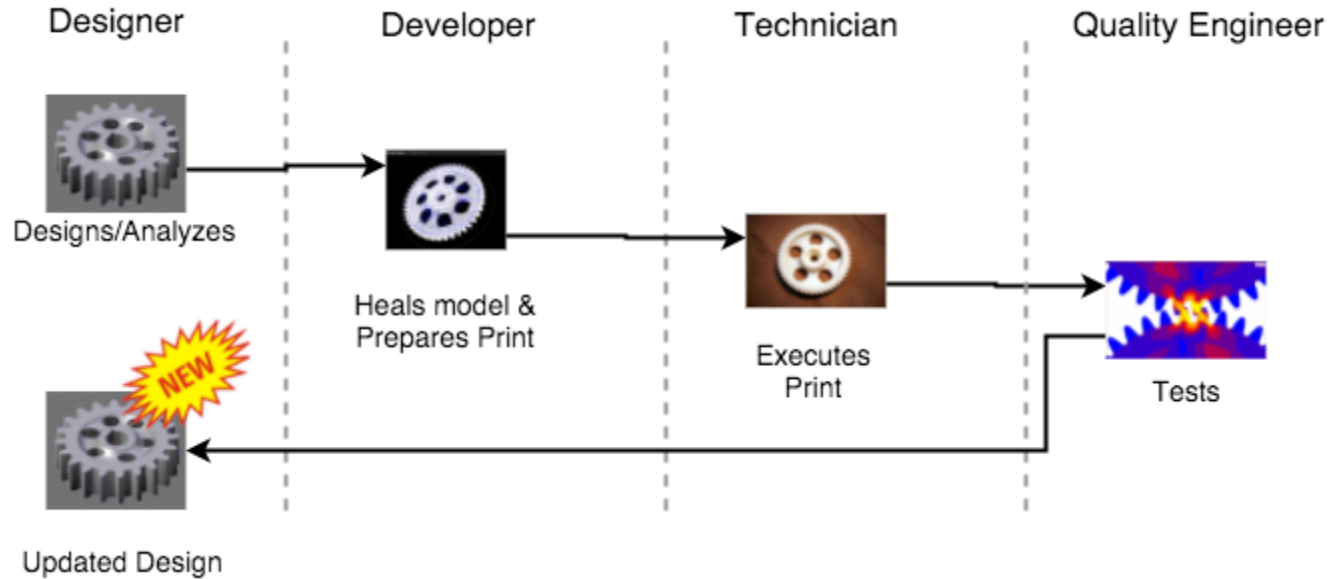 Designer
Developer
Technician
Quality Engineer
Designs/Analyzes
Heals model &
Prepares Print
Executes
Print
Tests
NEW
Updated Design